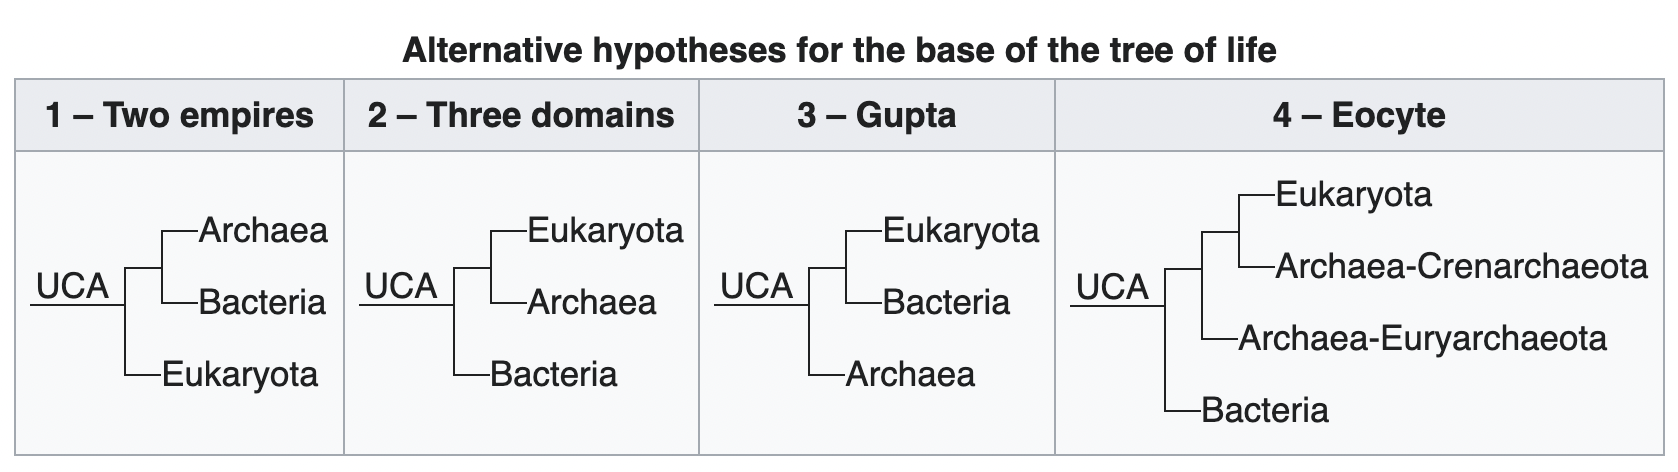 Alternative hypotheses for the base of the tree of life
1 – Two empires
2 – Three domains
3 – Gupta
4 – Eocyte
UCA
Archaea
Bacteria
Eukaryota
UCA
Eukaryota
Archaea
Bacteria
UCA
Eukaryota
Bacteria
Archaea
UCA
Eukaryota
Archaea-Crenarchaeota
Archaea-Euryarchaeota
Bacteria